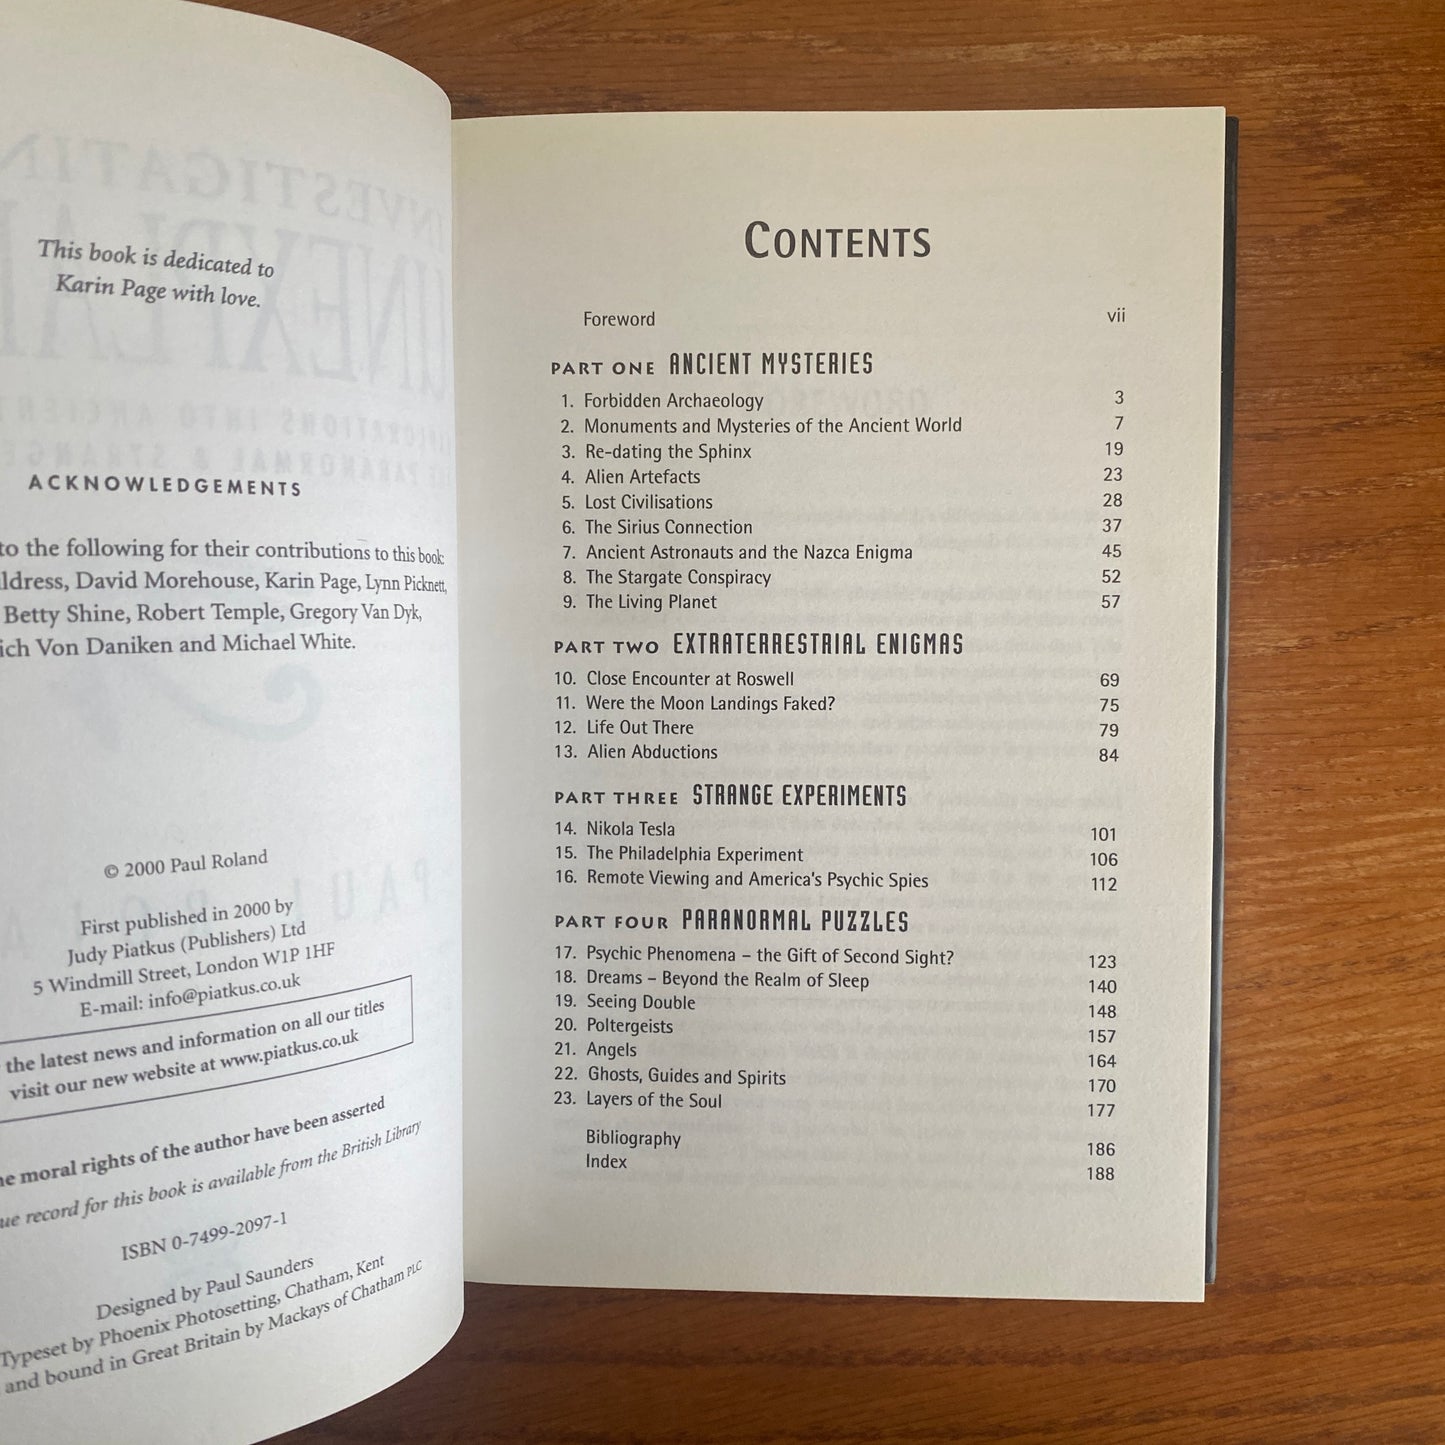 This book is dedicated to
Karin Page with love.
ACKNOWLEDGEMENTS
to the following for their contributions to this book:
David Morehouse, Karin Page, Lynn Picknett,
Betty Shine, Robert Temple, Gregory Van Dyk,
Von Daniken and Michael White.
© 2000 Paul Roland
First published in 2000 by
Judy Piatkus (Publishers) Ltd
5 Windmill Street, London W1P 1HF
E-mail: info@piatkus.co.uk
the latest news and information on all our titles
visit our new website at www.piatkus.co.uk
moral rights of the author have been asserted
record for this book is available from the British Library
ISBN 0-7499-2097-1
Designed by Paul Saunders
Typeset by Phoenix Photosetting, Chatham, Kent
and bound in Great Britain by Mackays of Chatham PLC
CONTENTS
Foreword vii
PART ONE ANCIENT MYSTERIES
1. Forbidden Archaeology 3
2. Monuments and Mysteries of the Ancient World 7
3. Re-dating the Sphinx 19
4. Alien Artefacts 23
5. Lost Civilisations 28
6. The Sirius Connection 37
7. Ancient Astronauts and the Nazca Enigma 45
8. The Stargate Conspiracy 52
9. The Living Planet 57
PART TWO EXTRATERRESTRIAL ENIGMAS
10. Close Encounter at Roswell 69
11. Were the Moon Landings Faked? 75
12. Life Out There 79
13. Alien Abductions 84
PART THREE STRANGE EXPERIMENTS
14. Nikola Tesla 101
15. The Philadelphia Experiment 106
16. Remote Viewing and America's Psychic Spies 112
PART FOUR PARANORMAL PUZZLES
17. Psychic Phenomena – the Gift of Second Sight? 123
18. Dreams – Beyond the Realm of Sleep 140
19. Seeing Double 148
20. Poltergeists 157
21. Angels 164
22. Ghosts, Guides and Spirits 170
23. Layers of the Soul 177
Bibliography 186
Index 188